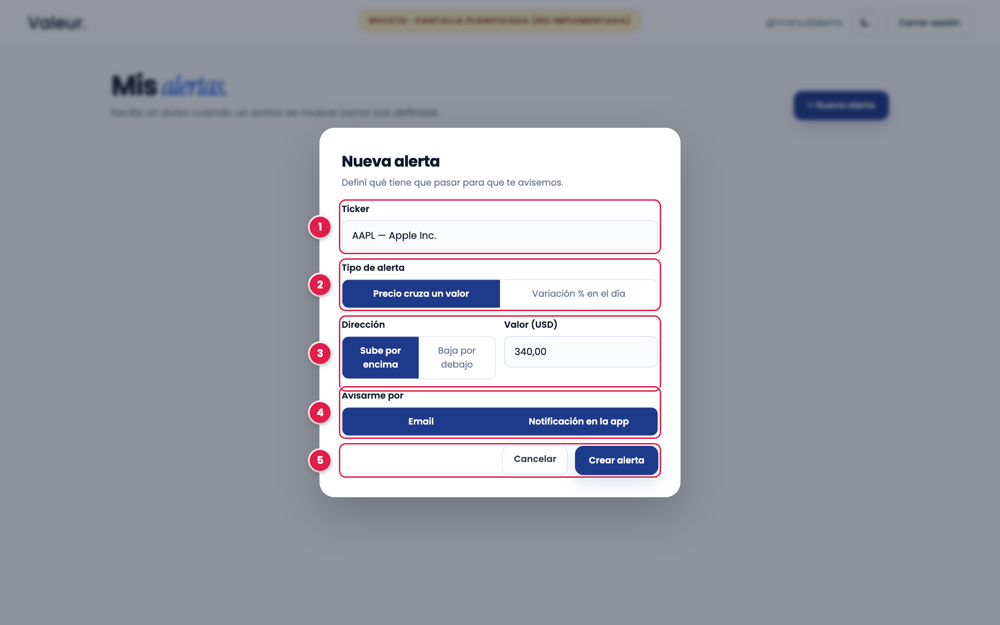 Valeur.
BOCETO · PANTALLA PLANIFICADA (NO IMPLEMENTADA)
@manualdemo
Cerrar sesión
Mis alertas.
Recibí un aviso cuando un activo se mueve como vos definiste.
+ Nueva alerta
Nueva alerta
Definí qué tiene que pasar para que te avisemos.
1
Ticker
AAPL — Apple Inc.
2
Tipo de alerta
Precio cruza un valor
Variación % en el día
3
Dirección
Valor (USD)
Sube por
encima
Baja por
debajo
340,00
4
Avisarme por
Email
Notificación en la app
5
Cancelar
Crear alerta